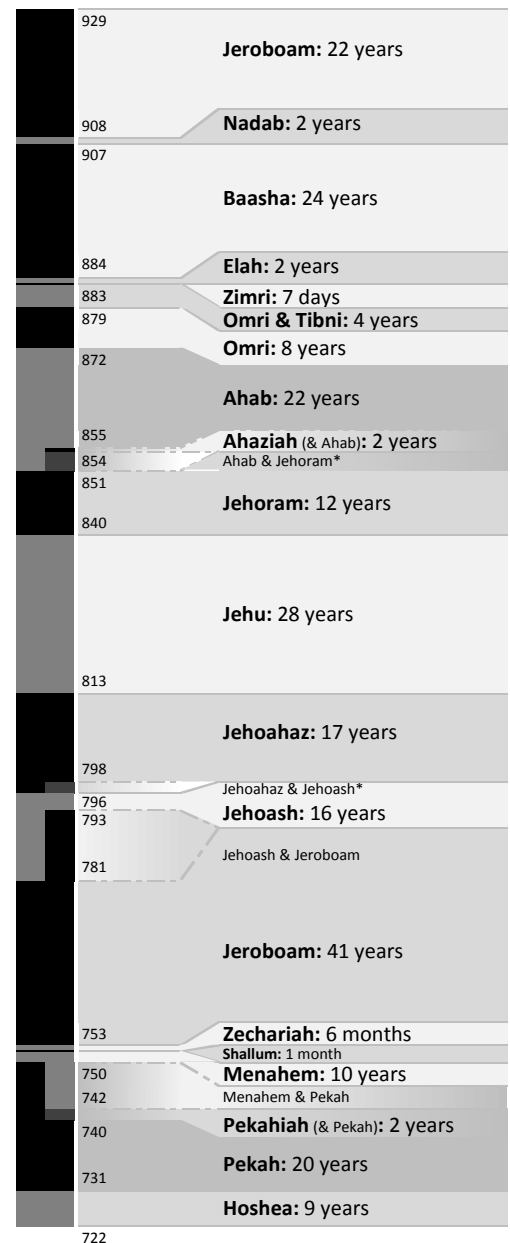 929
Jeroboam: 22 years
908
Nadab: 2 years
907
Baasha: 24 years
884
Elah: 2 years
883
Zimri: 7 days
879
Omri & Tibni: 4 years
Omri: 8 years
872
Ahab: 22 years
855
Ahaziah (& Ahab): 2 years
854
Ahab & Jehoram*
851
Jehoram: 12 years
840
Jehu: 28 years
813
Jehoahaz: 17 years
798
Jehoahaz & Jehoash*
796
Jehoash: 16 years
793
Jehoash & Jeroboam
781
Jeroboam: 41 years
753
Zechariah: 6 months
Shallum: 1 month
750
Menahem: 10 years
742
Menahem & Pekah
740
Pekahiah (& Pekah): 2 years
Pekah: 20 years
731
Hoshea: 9 years
722